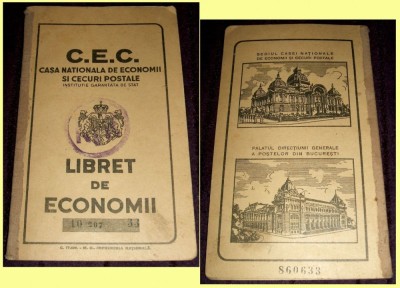 C.E.C.
CASA NATIONALA DE ECONOMII
SI CECURI POSTALE
INSTITUTIE GARANTATA DE STAT
LIBRET
DE
ECONOMII
SEDIUL CASEI NATIONALE
DE ECONOMII SI CECURI POSTALE
PALATUL DIRECTIUNII GENERALE
A POSTELOR DIN BUCURESTI
860633